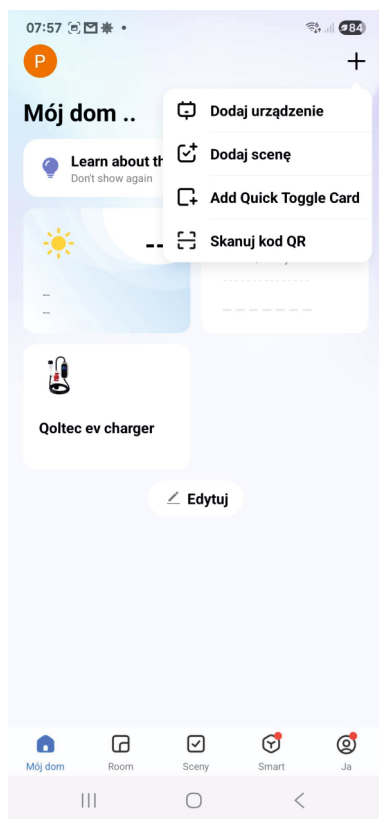 07:57
84
P
+
Mój dom ..
Dodaj urządzenie
Dodaj scenę
Add Quick Toggle Card
Skanuj kod QR
Learn about th
Don't show again
--
--
--
Qoltec ev charger
Edytuj
Mój dom
Room
Sceny
Smart
Ja